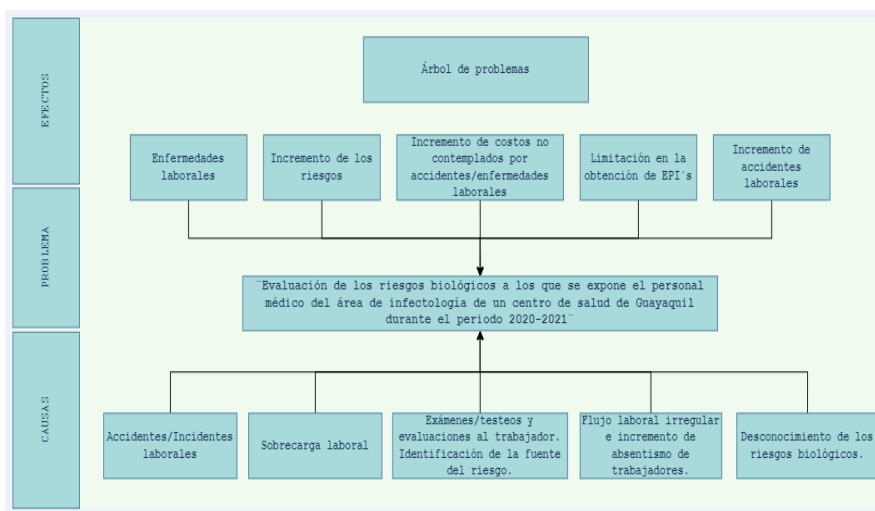 EFECTOS
Árbol de problemas
Enfermedades
laborales
Incremento de los
riesgos
Incremento de costos no
contemplados por
accidentes/enfermedades
laborales
Limitación en la
obtención de EPI´s
Incremento de
accidentes
laborales
PROBLEMA
¨Evaluación de los riesgos biológicos a los que se expone el personal
médico del área de infectología de un centro de salud de Guayaquil
durante el periodo 2020-2021¨
CAUSAS
Accidentes/Incidentes
laborales
Sobrecarga laboral
Exámenes/testeos y
evaluaciones al trabajador.
Identificación de la fuente
del riesgo.
Flujo laboral irregular
e incremento de
absentismo de
trabajadores.
Desconocimiento de los
riesgos biológicos.